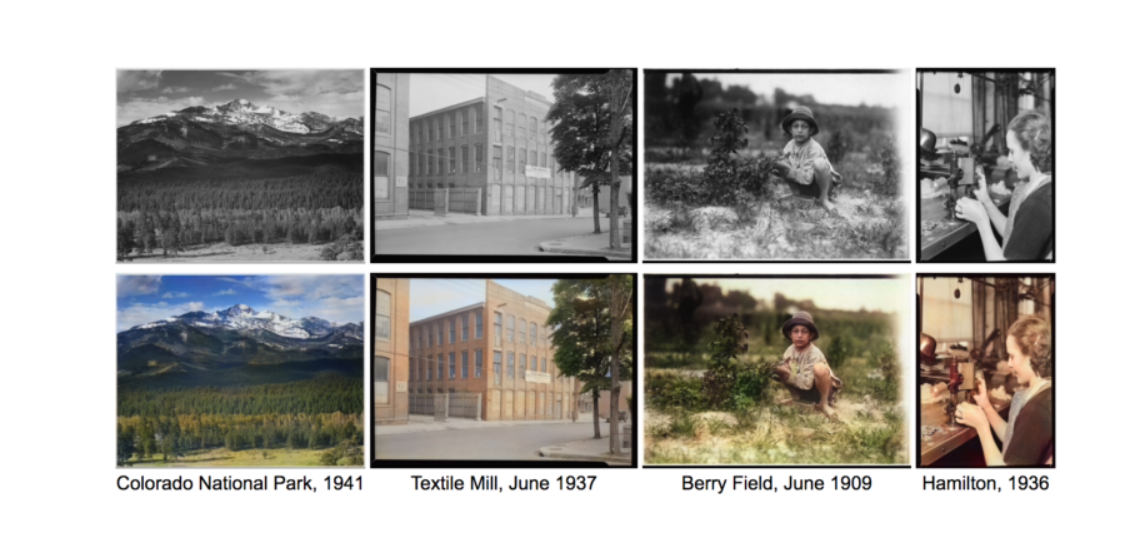 Colorado National Park, 1941
Textile Mill, June 1937
Berry Field, June 1909
Hamilton, 1936